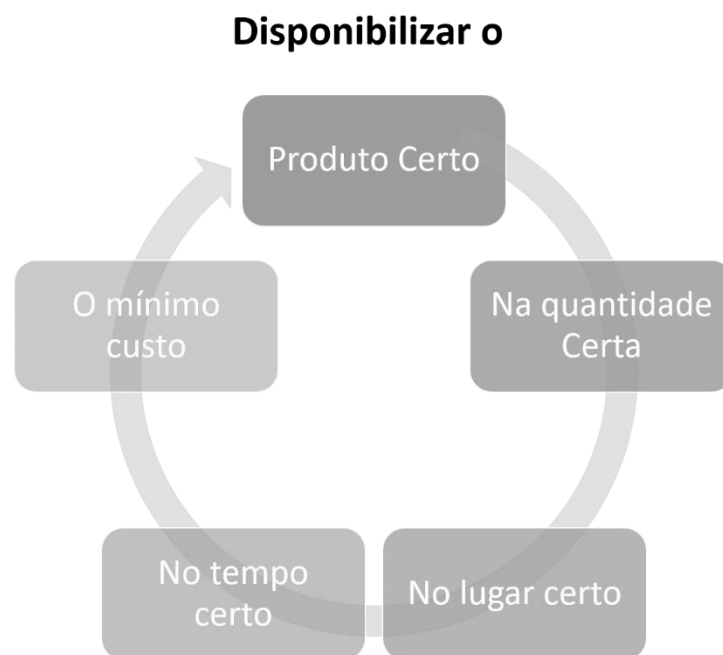 Disponibilizar o
Produto Certo
Na quantidade
Certa
No lugar certo
No tempo
certo
O mínimo
custo